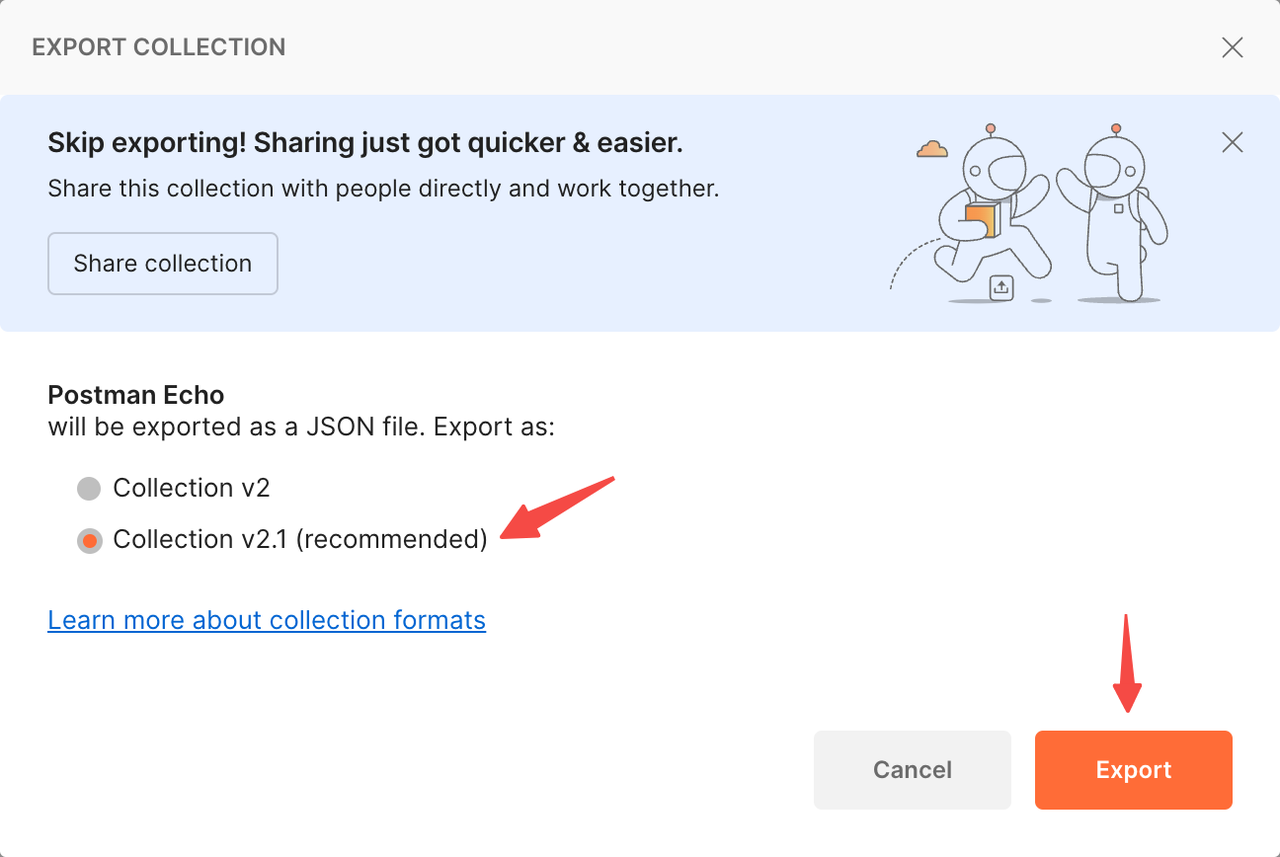 EXPORT COLLECTION
Skip exporting! Sharing just got quicker & easier.
Share this collection with people directly and work together.
Share collection
Postman Echo
will be exported as a JSON file. Export as:
Collection v2
Collection v2.1 (recommended)
Learn more about collection formats
Cancel
Export